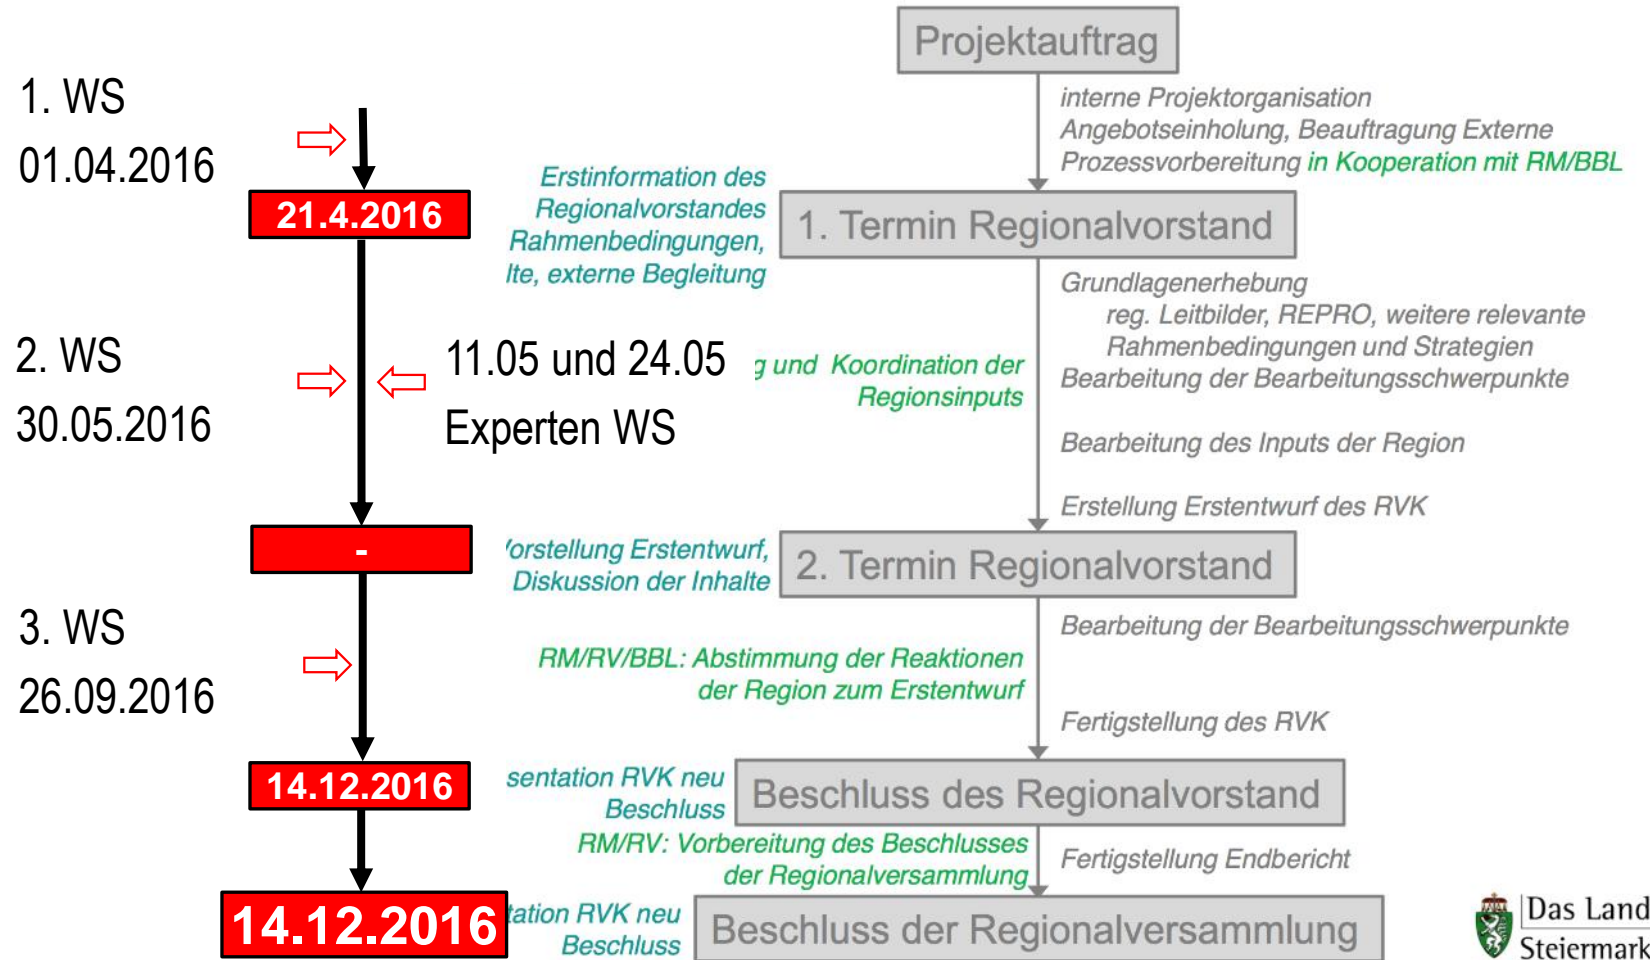 1. WS
01.04.2016
21.4.2016
2. WS
30.05.2016
11.05 und 24.05
Experten WS
-
3. WS
26.09.2016
14.12.2016
14.12.2016
Projektauftrag
interne Projektorganisation
Angebotseinholung, Beauftragung Externe
Prozessvorbereitung in Kooperation mit RM/BBL
Erstinformation des
Regionalvorstandes
Rahmenbedingungen,
externe Begleitung
1. Termin Regionalvorstand
Grundlagenerhebung
reg. Leitbilder, REPRO, weitere relevante
Rahmenbedingungen und Strategien
Bearbeitung der Bearbeitungsschwerpunkte
und Koordination der
Regionsinputs
Bearbeitung des Inputs der Region
Erstellung Erstentwurf des RVK
Erstentwurf,
Diskussion der Inhalte
2. Termin Regionalvorstand
Bearbeitung der Bearbeitungsschwerpunkte
RM/RV/BBL: Abstimmung der Reaktionen
der Region zum Erstentwurf
Fertigstellung des RVK
RVK neu
Beschluss
Beschluss des Regionalvorstand
RM/RV: Vorbereitung des Beschlusses
der Regionalversammlung
Fertigstellung Endbericht
RVK neu
Beschluss
Beschluss der Regionalversammlung
Das Land
Steiermark